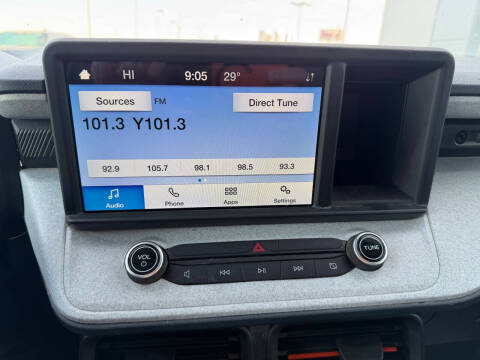 HI 9:05 29°
Sources FM Direct Tune
101.3 Y101.3
92.9 105.7 98.1 98.5 93.3
Audio Phone Apps Settings
VOL TUNE